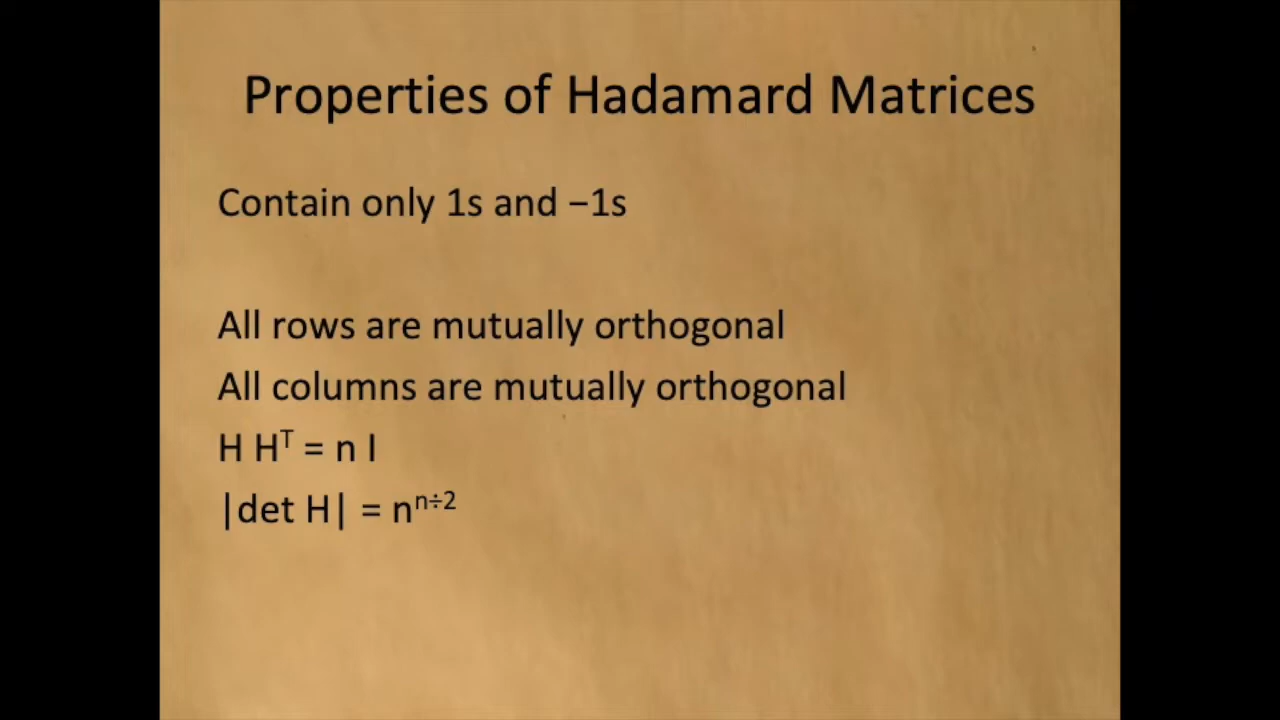 Properties of Hadamard Matrices
Contain only 1s and −1s
All rows are mutually orthogonal
All columns are mutually orthogonal
H Hᵀ = n I
|det H| = nⁿ÷²